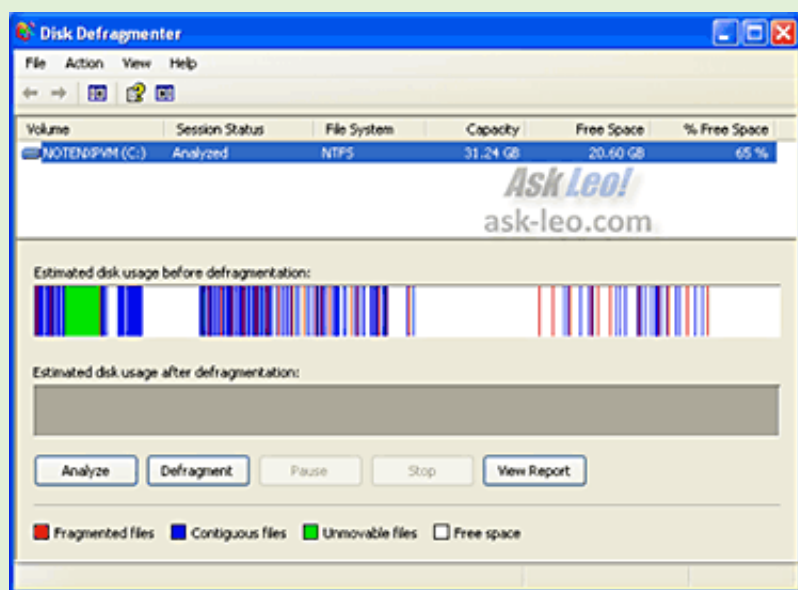 Disk Defragmenter
File Action View Help
Volume Session Status File System Capacity Free Space % Free Space
NOTENXPVM (C:) Analyzed NTFS 31.24 GB 20.60 GB 65 %
Ask Leo!
ask-leo.com
Estimated disk usage before defragmentation:
Estimated disk usage after defragmentation:
Analyze Defragment Pause Stop View Report
Fragmented files Contiguous files Unmovable files Free space